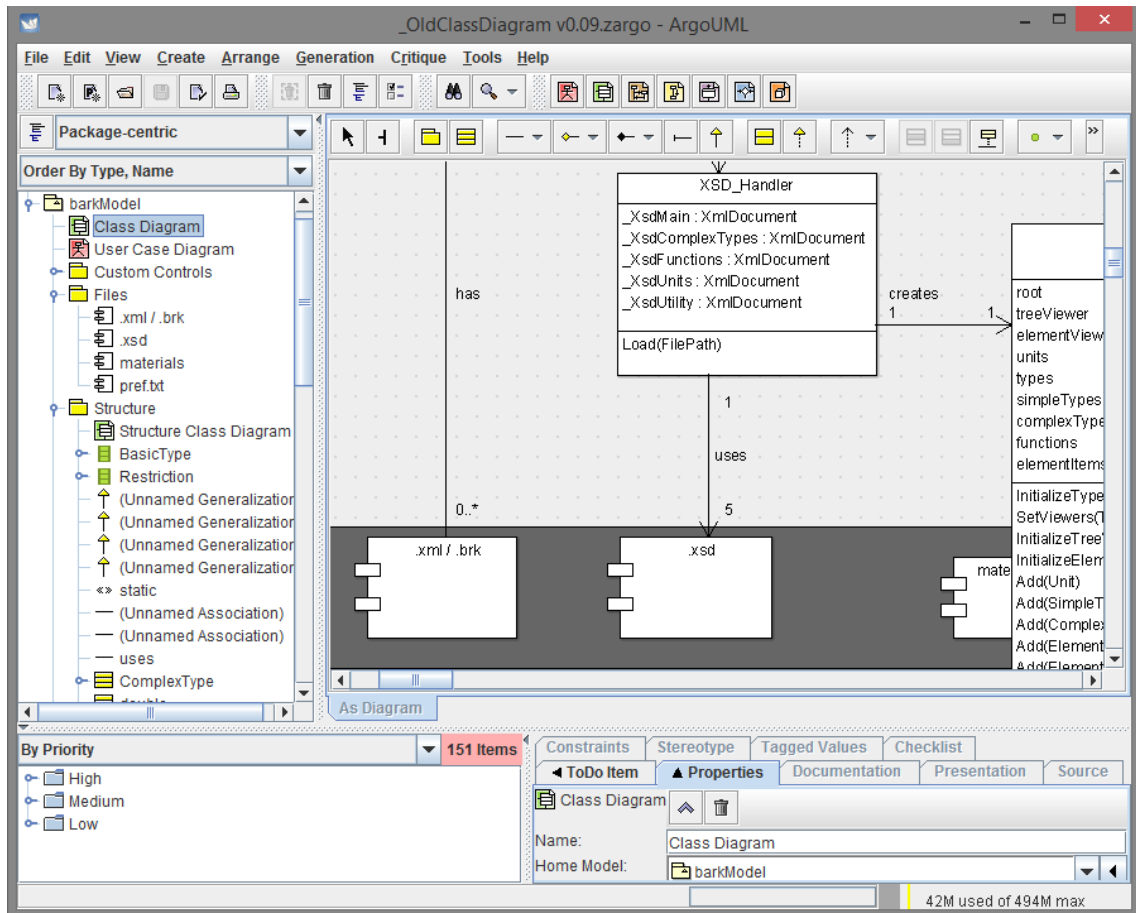 _OldClassDiagram v0.09.zargo - ArgoUML
File Edit View Create Arrange Generation Critique Tools Help
Package-centric
Order By Type, Name
barkModel
Class Diagram
User Case Diagram
Custom Controls
Files
.xml / .brk
.xsd
materials
pref.txt
Structure
Structure Class Diagram
BasicType
Restriction
(Unnamed Generalization
(Unnamed Generalization
(Unnamed Generalization
(Unnamed Generalization
«» static
(Unnamed Association)
(Unnamed Association)
uses
ComplexType
XSD_Handler
_XsdMain : XmlDocument
_XsdComplexTypes : XmlDocument
_XsdFunctions : XmlDocument
_XsdUnits : XmlDocument
_XsdUtility : XmlDocument
Load(FilePath)
has
0..*
creates
1
1
1
uses
5
.xml / .brk
.xsd
mate
root
treeViewer
elementView
units
types
simpleTypes
complexType
functions
elementItems
InitializeType
SetViewers(T
InitializeTree
InitializeElem
Add(Unit)
Add(SimpleT
Add(Complex
Add(Element
Add(Element
As Diagram
By Priority
151 Items
High
Medium
Low
Constraints Stereotype Tagged Values Checklist
ToDo Item Properties Documentation Presentation Source
Class Diagram
Name: Class Diagram
Home Model: barkModel
42M used of 494M max